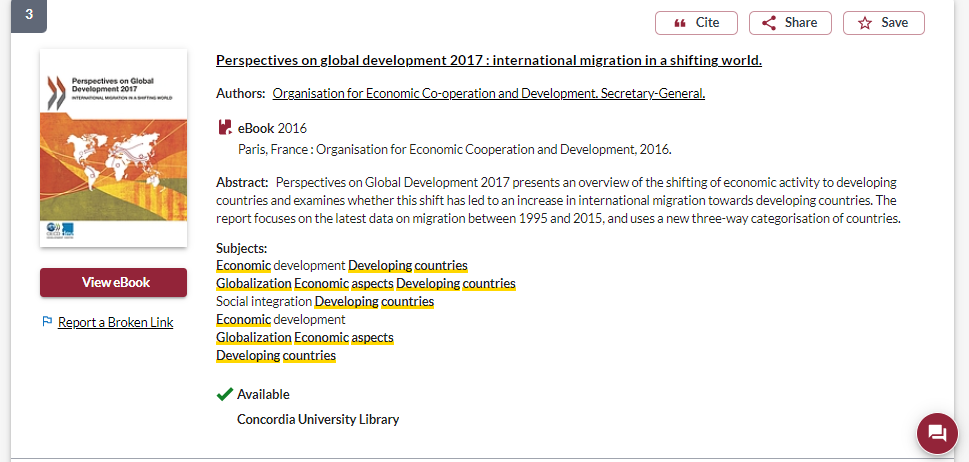 3
Cite
Share
Save
Perspectives on Global
Development 2017
INTERNATIONAL MIGRATION IN A SHIFTING WORLD
OECD
View eBook
Report a Broken Link
Perspectives on global development 2017 : international migration in a shifting world.
Authors: Organisation for Economic Co-operation and Development. Secretary-General.
eBook 2016
Paris, France : Organisation for Economic Cooperation and Development, 2016.
Abstract: Perspectives on Global Development 2017 presents an overview of the shifting of economic activity to developing
countries and examines whether this shift has led to an increase in international migration towards developing countries. The
report focuses on the latest data on migration between 1995 and 2015, and uses a new three-way categorisation of countries.
Subjects:
Economic development Developing countries
Globalization Economic aspects Developing countries
Social integration Developing countries
Economic development
Globalization Economic aspects
Developing countries
Available
Concordia University Library